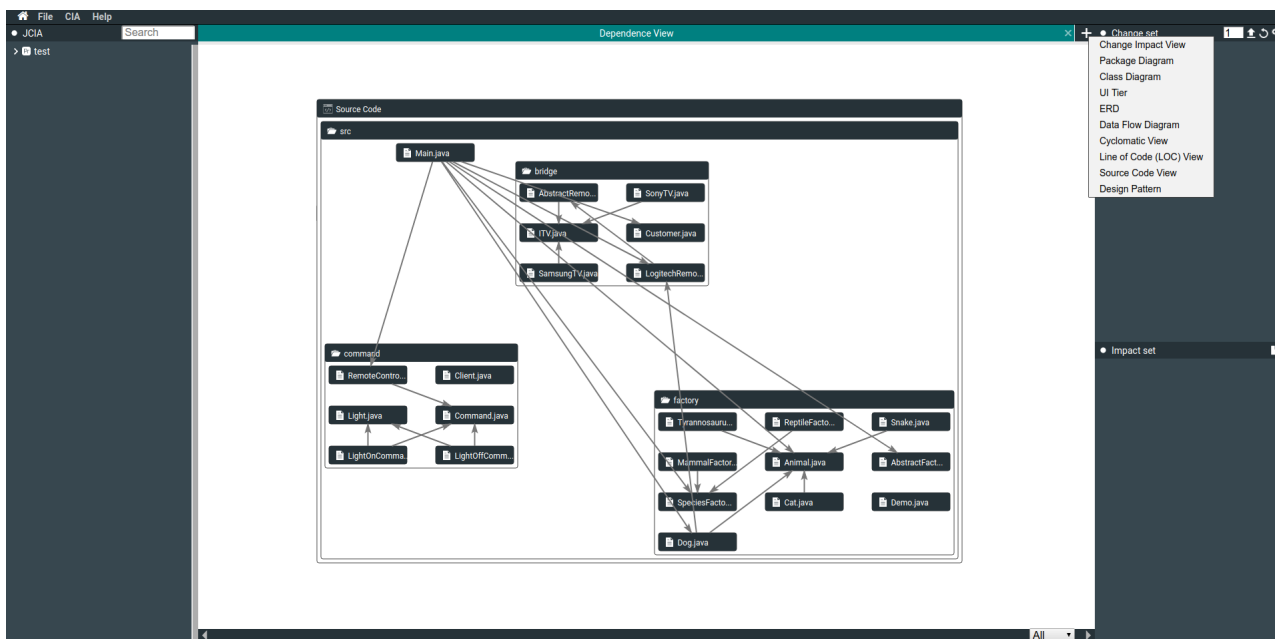 File CIA Help
JCIA
Search
Dependence View
Change set
1
test
Change Impact View
Package Diagram
Class Diagram
UI Tier
ERD
Data Flow Diagram
Cyclomatic View
Line of Code (LOC) View
Source Code View
Design Pattern
Source Code
src
Main.java
bridge
AbstractRemo...
SonyTV.java
ITV.java
Customer.java
SamsungTV.java
LogitechRemo...
command
RemoteContro...
Client.java
Light.java
Command.java
LightOnComma...
LightOffComm...
factory
Tyrannosauru...
ReptileFacto...
Snake.java
MammalFactor...
Animal.java
AbstractFact...
SpeciesFacto...
Cat.java
Demo.java
Dog.java
Impact set
All